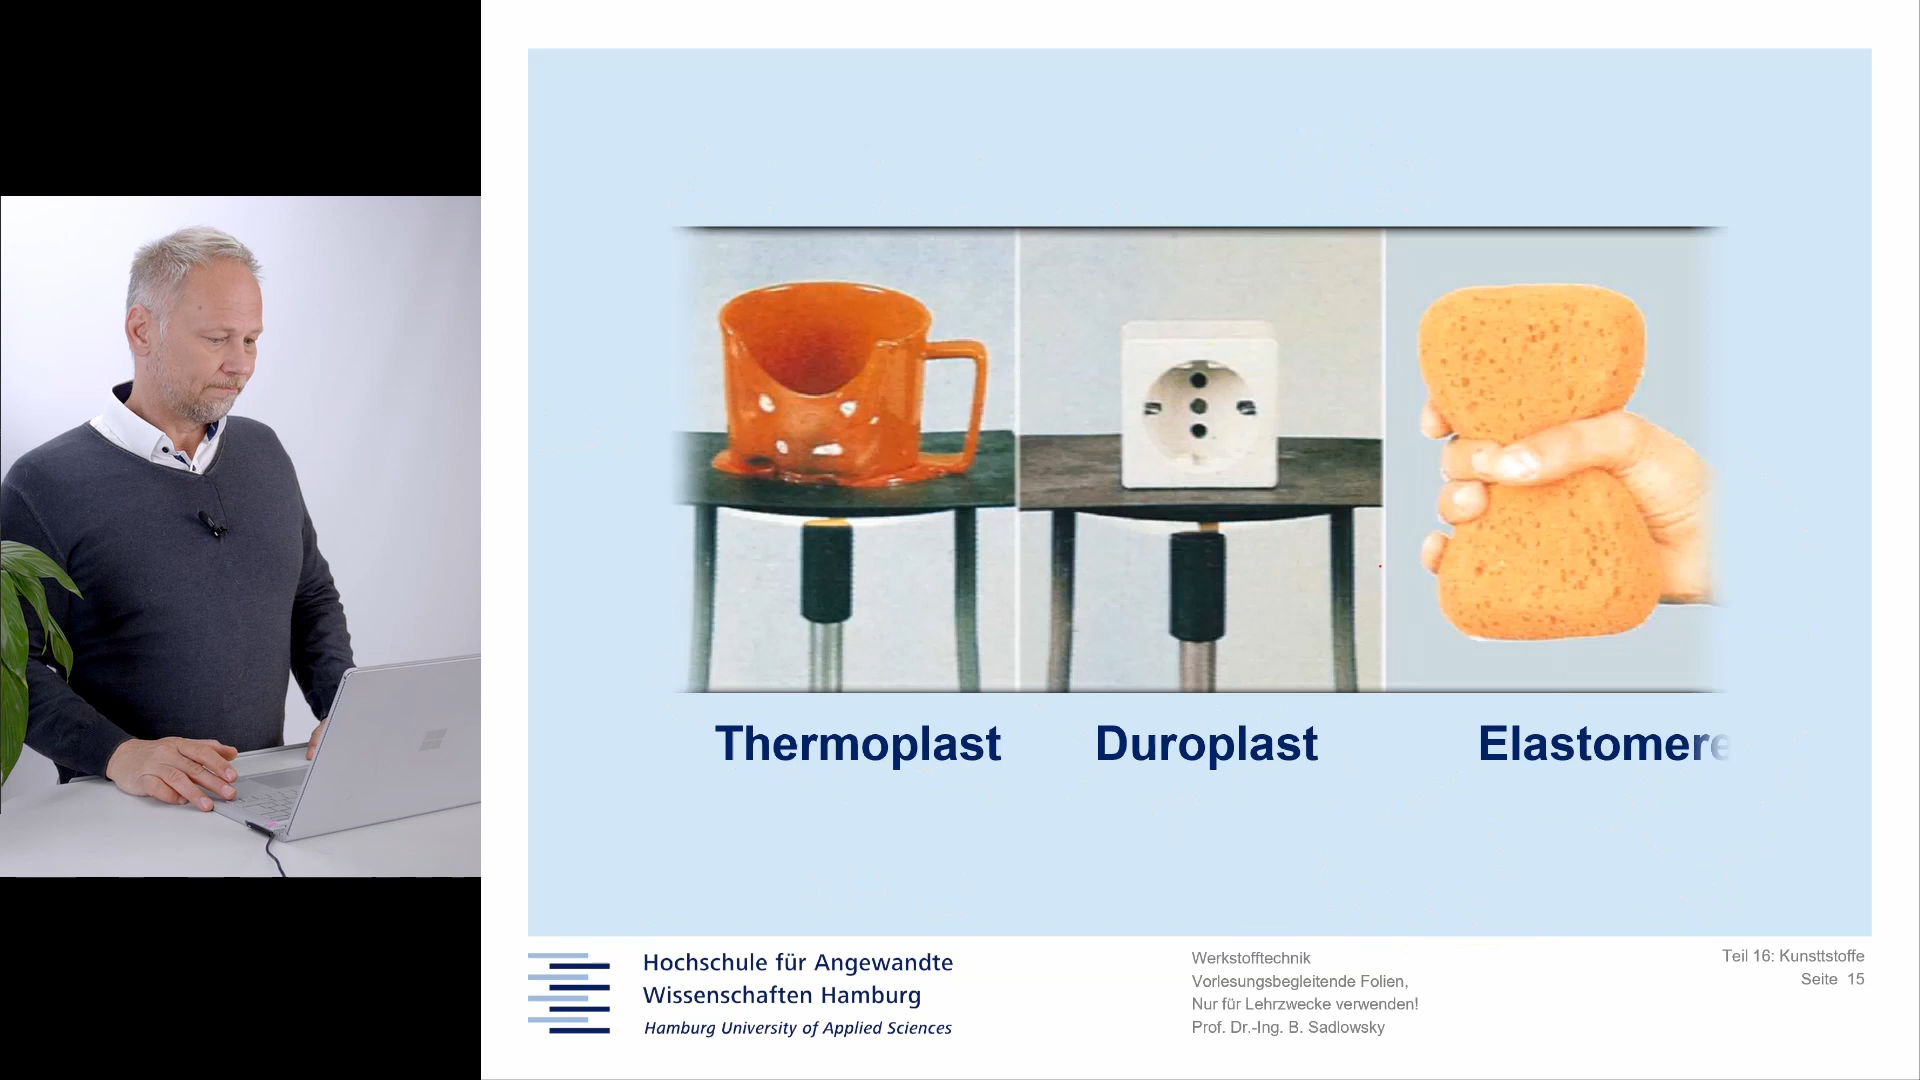 Thermoplast
Duroplast
Elastomere
Hochschule für Angewandte
Wissenschaften Hamburg
Hamburg University of Applied Sciences
Werkstofftechnik
Vorlesungsbegleitende Folien,
Nur für Lehrzwecke verwenden!
Prof. Dr.-Ing. B. Sadlowsky
Teil 16: Kunsttstoffe
Seite 15